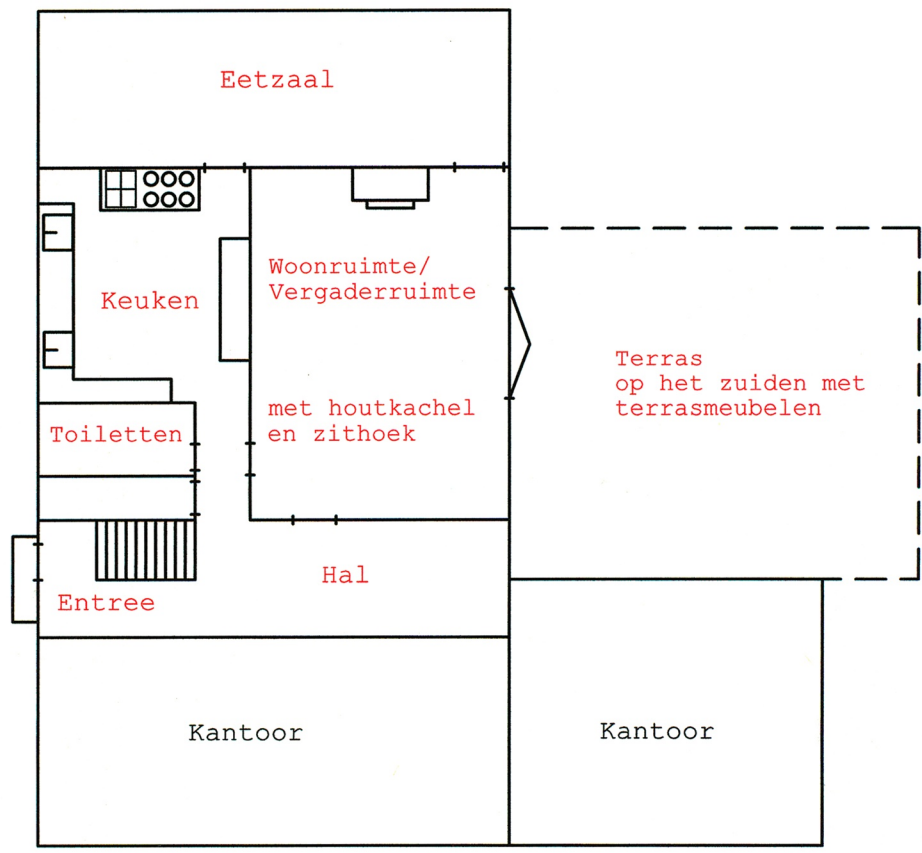 Eetzaal
Woonruimte/
Vergaderruimte
Keuken
Terras
op het zuiden met
terrasmeubelen
met houtkachel
en zithoek
Toiletten
Hal
Entree
Kantoor
Kantoor